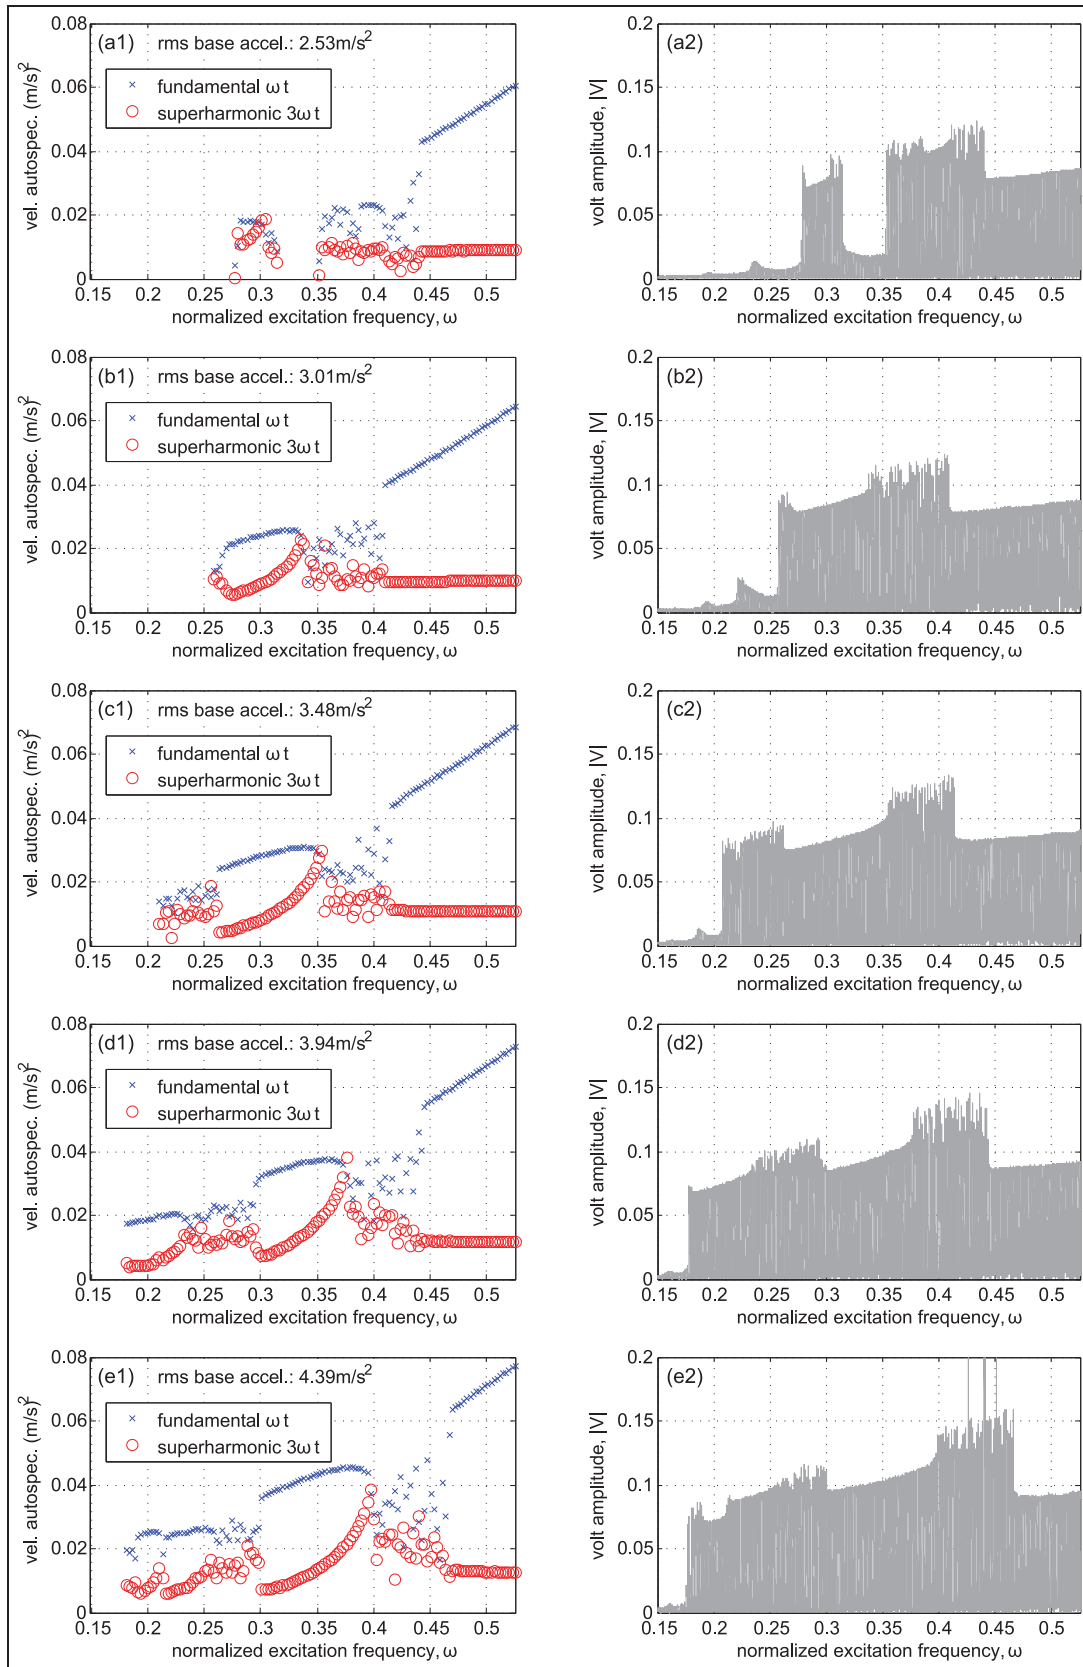 (a1) rms base accel.: 2.53m/s²
fundamental ω t
superharmonic 3ω t
vel. autospec. (m/s)²
0.08
0.06
0.04
0.02
0
0.15 0.2 0.25 0.3 0.35 0.4 0.45 0.5
normalized excitation frequency, ω
(a2)
volt amplitude, |V|
0.2
0.15
0.1
0.05
0
0.15 0.2 0.25 0.3 0.35 0.4 0.45 0.5
normalized excitation frequency, ω
(b1) rms base accel.: 3.01m/s²
fundamental ω t
superharmonic 3ω t
vel. autospec. (m/s)²
0.08
0.06
0.04
0.02
0
0.15 0.2 0.25 0.3 0.35 0.4 0.45 0.5
normalized excitation frequency, ω
(b2)
volt amplitude, |V|
0.2
0.15
0.1
0.05
0
0.15 0.2 0.25 0.3 0.35 0.4 0.45 0.5
normalized excitation frequency, ω
(c1) rms base accel.: 3.48m/s²
fundamental ω t
superharmonic 3ω t
vel. autospec. (m/s)²
0.08
0.06
0.04
0.02
0
0.15 0.2 0.25 0.3 0.35 0.4 0.45 0.5
normalized excitation frequency, ω
(c2)
volt amplitude, |V|
0.2
0.15
0.1
0.05
0
0.15 0.2 0.25 0.3 0.35 0.4 0.45 0.5
normalized excitation frequency, ω
(d1) rms base accel.: 3.94m/s²
fundamental ω t
superharmonic 3ω t
vel. autospec. (m/s)²
0.08
0.06
0.04
0.02
0
0.15 0.2 0.25 0.3 0.35 0.4 0.45 0.5
normalized excitation frequency, ω
(d2)
volt amplitude, |V|
0.2
0.15
0.1
0.05
0
0.15 0.2 0.25 0.3 0.35 0.4 0.45 0.5
normalized excitation frequency, ω
(e1) rms base accel.: 4.39m/s²
fundamental ω t
superharmonic 3ω t
vel. autospec. (m/s)²
0.08
0.06
0.04
0.02
0
0.15 0.2 0.25 0.3 0.35 0.4 0.45 0.5
normalized excitation frequency, ω
(e2)
volt amplitude, |V|
0.2
0.15
0.1
0.05
0
0.15 0.2 0.25 0.3 0.35 0.4 0.45 0.5
normalized excitation frequency, ω